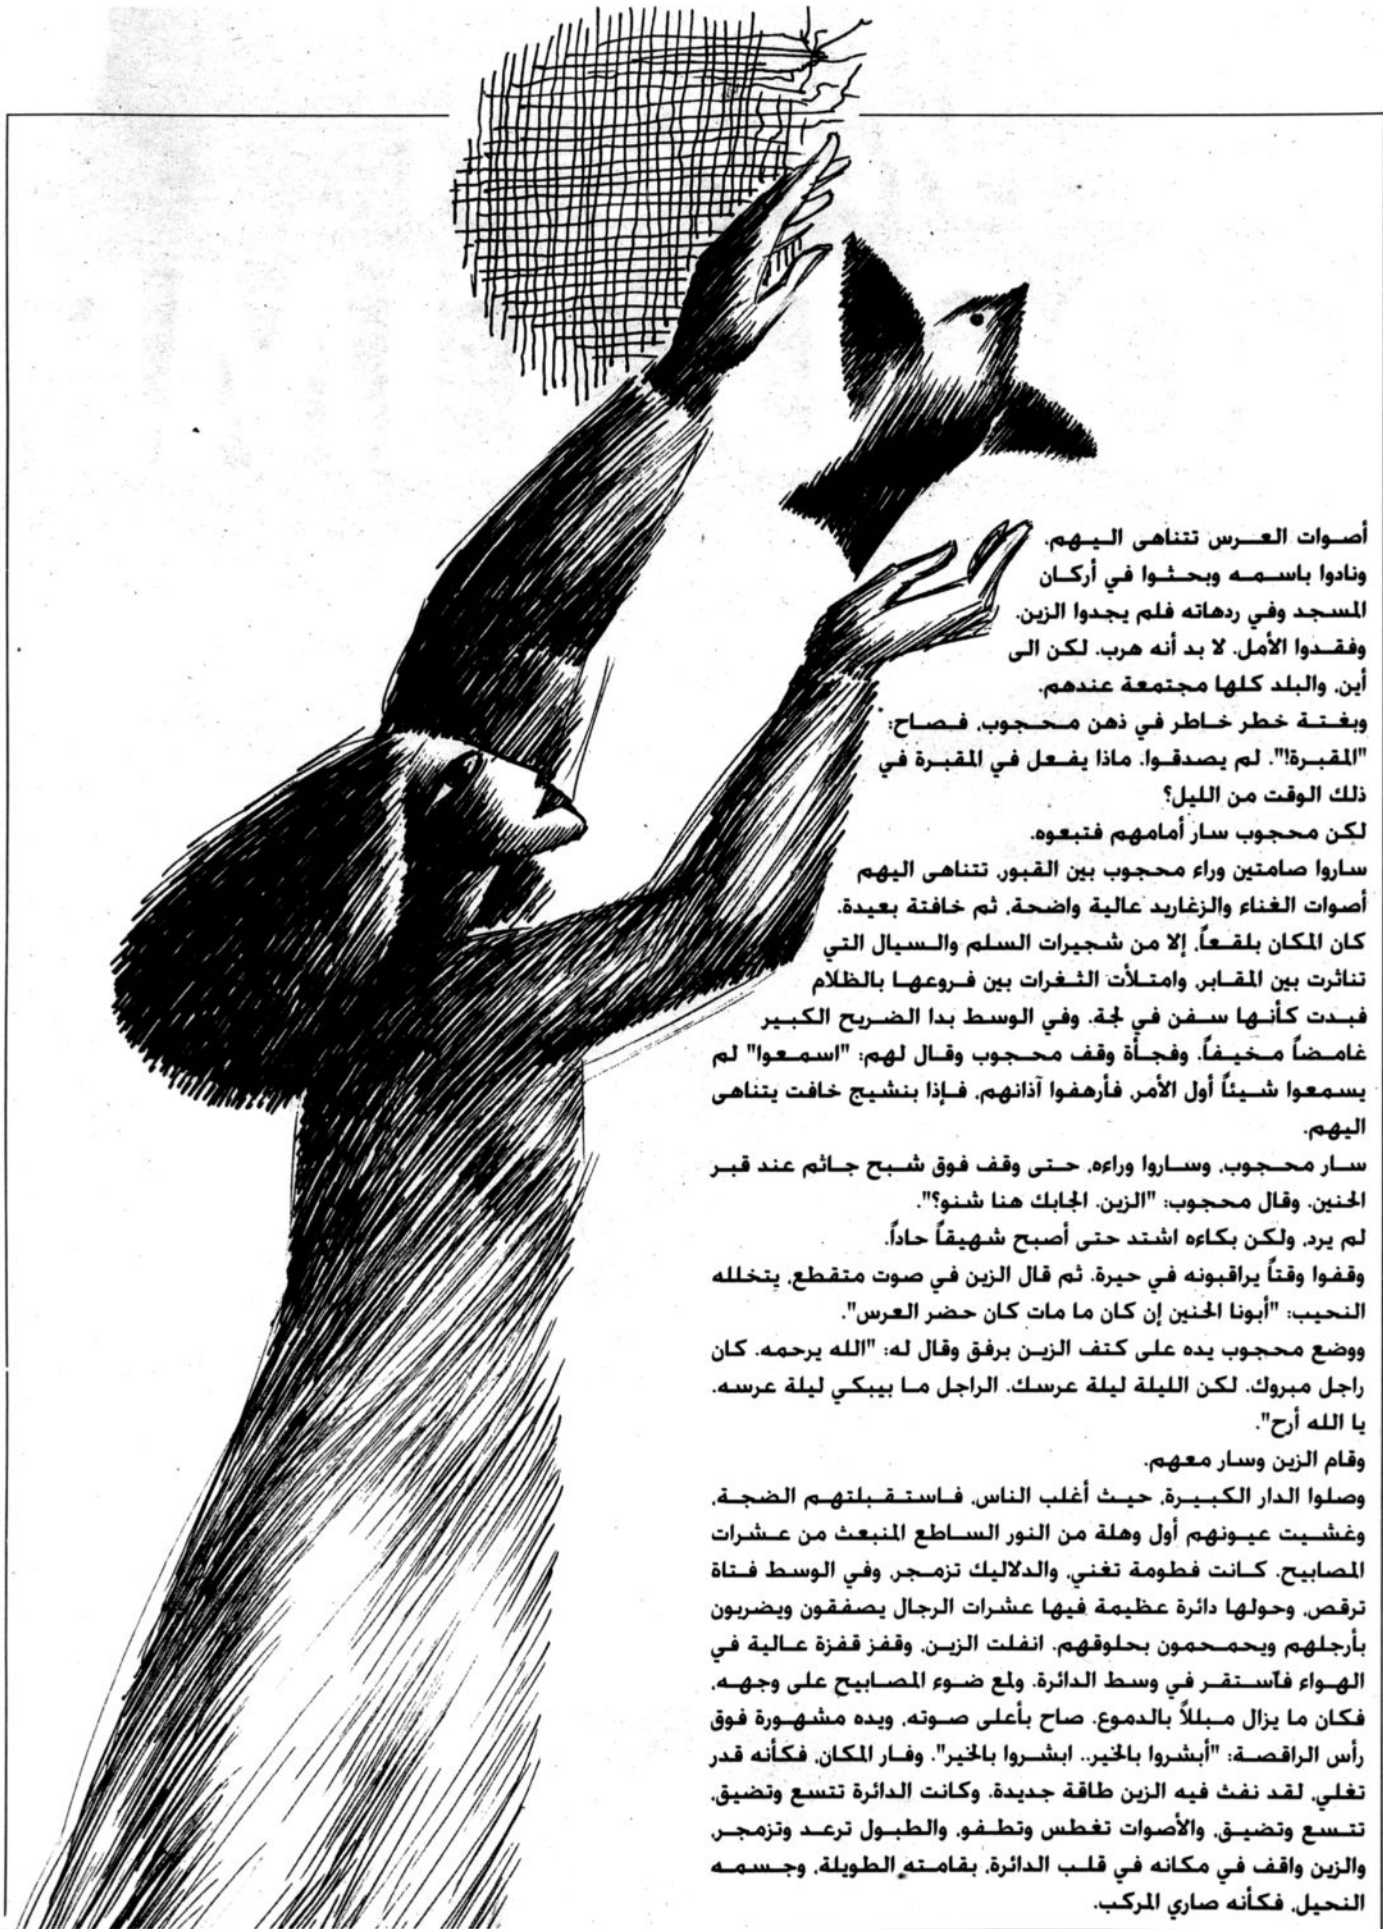 أصوات العرس تتناهى اليهم.
ونادوا باسمه وبحثوا في أركان
المسجد وفي ردهاته فلم يجدوا الزين.
وفقدوا الأمل. لا بد أنه هرب. لكن الى
أين، والبلد كلها مجتمعة عندهم.
وبغتة خطر خاطر في ذهن محجوب، فصاح:
"المقبرة!". لم يصدقوا. ماذا يفعل في المقبرة في
ذلك الوقت من الليل؟
لكن محجوب سار أمامهم فتبعوه.
ساروا صامتين وراء محجوب بين القبور، تتناهى اليهم
أصوات الغناء والزغاريد عالية واضحة، ثم خافتة بعيدة.
كان المكان بلقعاً، إلا من شجيرات السلم والسيال التي
تناثرت بين المقابر، وامتلأت الثغرات بين فروعها بالظلام
فبدت كأنها سفن في لجة. وفي الوسط بدا الضريح الكبير
غامضاً مخيفاً. وفجأة وقف محجوب وقال لهم: "اسمعوا" لم
يسمعوا شيئاً أول الأمر، فأرهفوا آذانهم، فإذا بنشيج خافت يتناهى
اليهم.
سار محجوب، وساروا وراءه، حتى وقف فوق شبح جاثم عند قبر
الحنين. وقال محجوب: "الزين. الجابك هنا شنو؟".
لم يرد، ولكن بكاءه اشتد حتى أصبح شهيقاً حاداً.
وقفوا وقتاً يراقبونه في حيرة. ثم قال الزين في صوت متقطع، يتخلله
النحيب: "أبونا الحنين إن كان ما مات كان حضر العرس".
ووضع محجوب يده على كتف الزين برفق وقال له: "الله يرحمه. كان
راجل مبروك. لكن الليلة ليلة عرسك. الراجل ما بيبكي ليلة عرسه.
يا الله أرح".
وقام الزين وسار معهم.
وصلوا الدار الكبيرة، حيث أغلب الناس، فاستقبلتهم الضجة،
وغشيت عيونهم أول وهلة من النور الساطع المنبعث من عشرات
المصابيح. كانت فطومة تغني، والدلاليك تزمجر، وفي الوسط فتاة
ترقص، وحولها دائرة عظيمة فيها عشرات الرجال يصفقون ويضربون
بأرجلهم ويحمحمون بحلوقهم. انفلت الزين، وقفز قفزة عالية في
الهواء فآستقر في وسط الدائرة. ولمع ضوء المصابيح على وجهه،
فكان ما يزال مبللاً بالدموع. صاح بأعلى صوته، ويده مشهورة فوق
رأس الراقصة: "أبشروا بالخير.. ابشروا بالخير". وفار المكان، فكأنه قدر
تغلي. لقد نفث فيه الزين طاقة جديدة. وكانت الدائرة تتسع وتضيق،
تتسع وتضيق، والأصوات تغطس وتطفو، والطبول ترعد وتزمجر،
والزين واقف في مكانه في قلب الدائرة، بقامته الطويلة، وجسمه
النحيل، فكأنه صاري المركب.